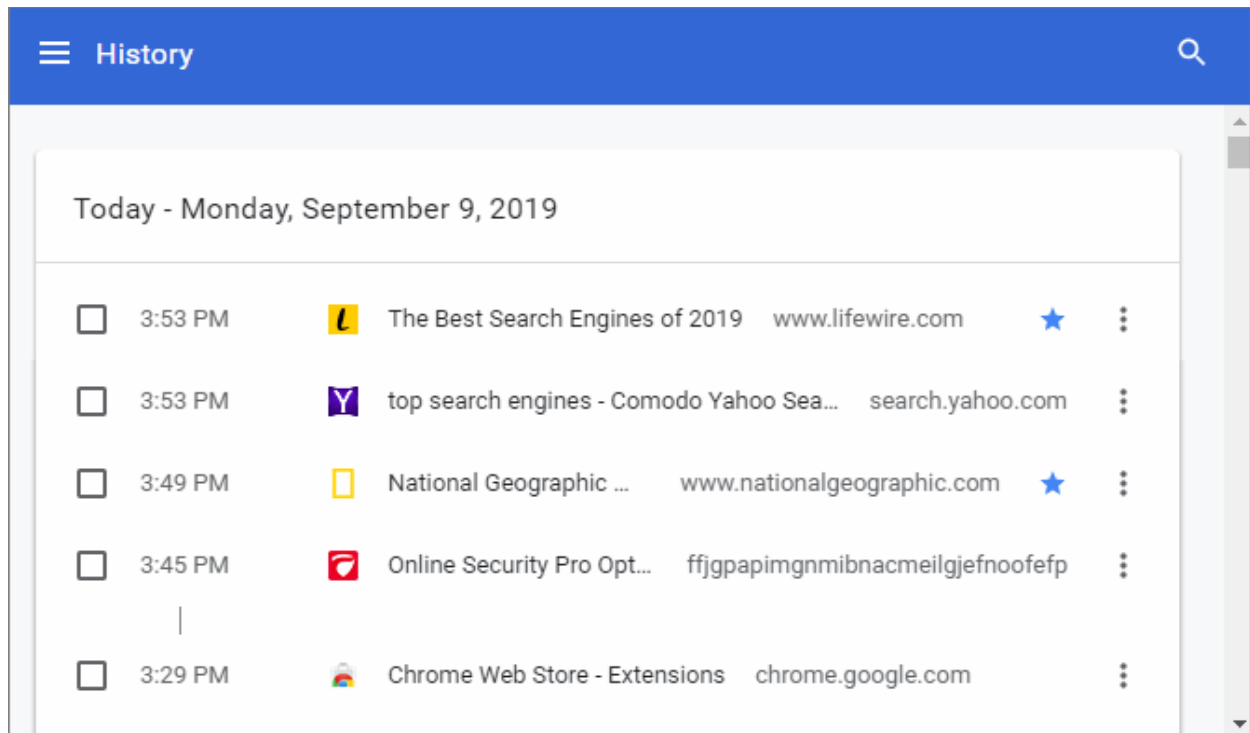 History
Today - Monday, September 9, 2019
3:53 PM The Best Search Engines of 2019 www.lifewire.com
3:53 PM top search engines - Comodo Yahoo Sea... search.yahoo.com
3:49 PM National Geographic ... www.nationalgeographic.com
3:45 PM Online Security Pro Opt... ffjgpapimgnmibnacmeilgjefnoofefp
3:29 PM Chrome Web Store - Extensions chrome.google.com